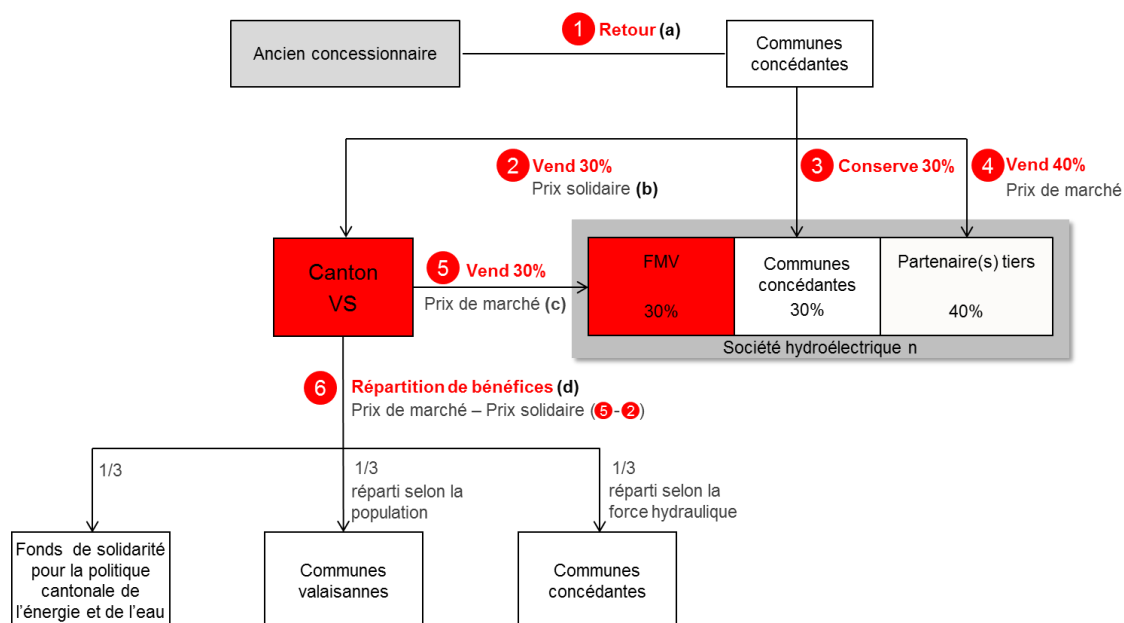 1 Retour (a)
Ancien concessionnaire
Communes
concédantes
2 Vend 30%
Prix solidaire (b)
3 Conserve 30%
4 Vend 40%
Prix de marché
Canton
VS
5 Vend 30%
Prix de marché (c)
FMV
30%
Communes
concédantes
30%
Partenaire(s) tiers
40%
Société hydroélectrique n
6 Répartition de bénéfices (d)
Prix de marché – Prix solidaire (5-2)
1/3
1/3
réparti selon la
population
1/3
réparti selon la
force hydraulique
Fonds de solidarité
pour la politique
cantonale de
l'énergie et de l'eau
Communes
valaisannes
Communes
concédantes